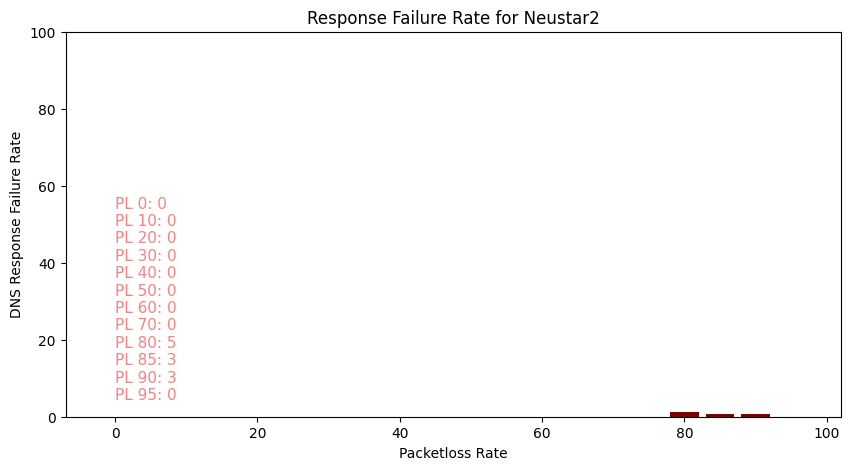 Response Failure Rate for Neustar2
100
80
60
40
20
0
DNS Response Failure Rate
PL 0: 0
PL 10: 0
PL 20: 0
PL 30: 0
PL 40: 0
PL 50: 0
PL 60: 0
PL 70: 0
PL 80: 5
PL 85: 3
PL 90: 3
PL 95: 0
0 20 40 60 80 100
Packetloss Rate